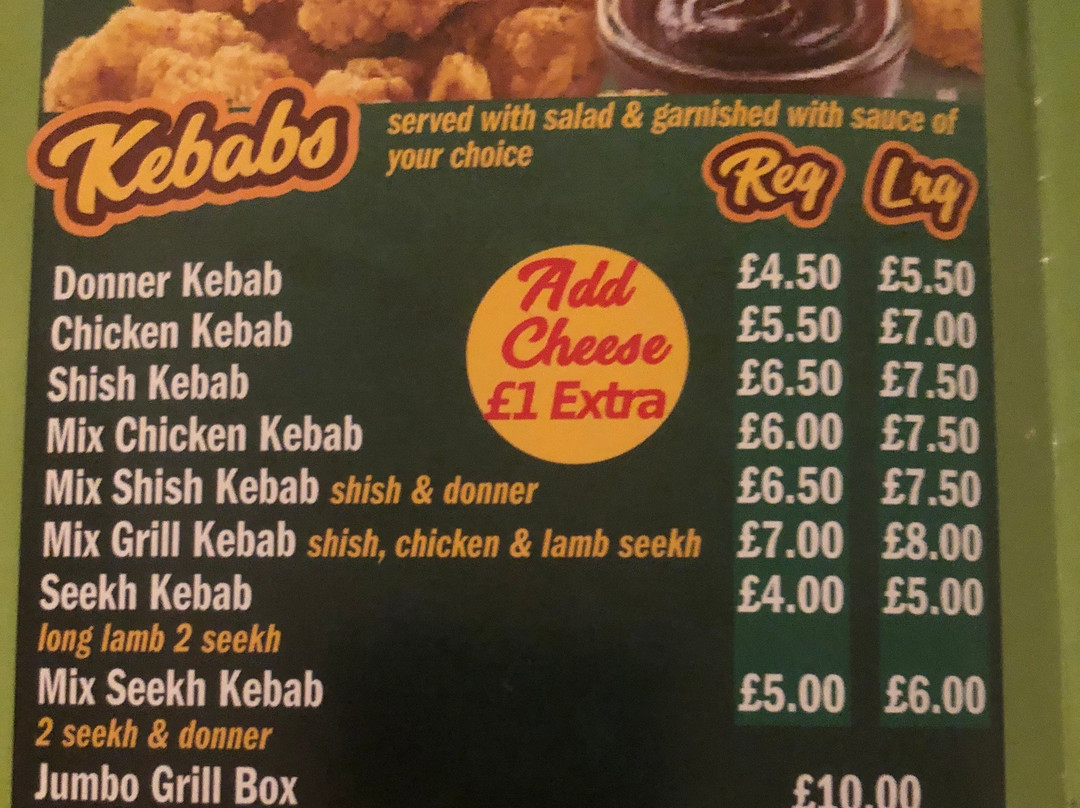 Kebabs
served with salad & garnished with sauce of
your choice
Reg Lrg
Donner Kebab £4.50 £5.50
Chicken Kebab £5.50 £7.00
Shish Kebab £6.50 £7.50
Mix Chicken Kebab £6.00 £7.50
Mix Shish Kebab shish & donner £6.50 £7.50
Mix Grill Kebab shish, chicken & lamb seekh £7.00 £8.00
Seekh Kebab £4.00 £5.00
long lamb 2 seekh
Mix Seekh Kebab £5.00 £6.00
2 seekh & donner
Jumbo Grill Box £10.00
Add
Cheese
£1 Extra